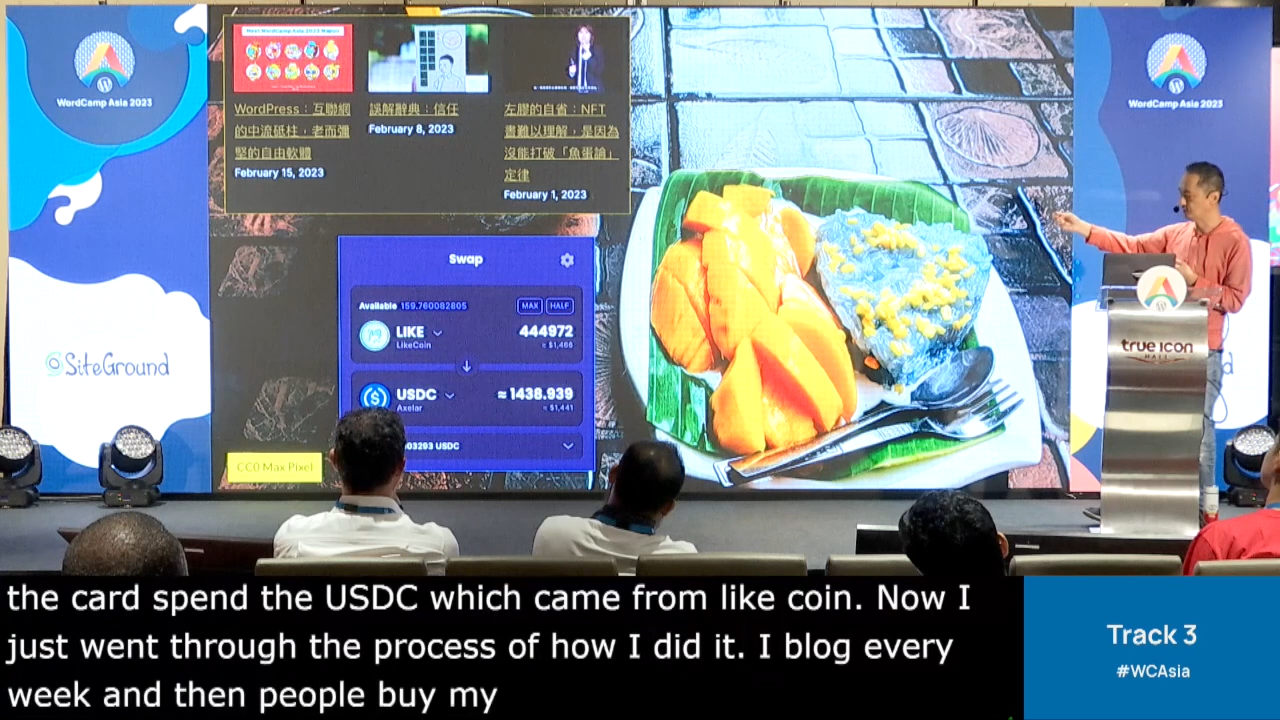 WordCamp Asia 2023
Meet WordCamp Asia 2023 Wapuu!
WordPress：互聯網
的中流砥柱，老而彌
堅的自由軟體
February 15, 2023
誤解辭典：信任
February 8, 2023
左膠的自省：NFT
書難以理解，是因為
沒能打破「魚蛋論」
定律
February 1, 2023
WordCamp Asia 2023
Swap
Available 159.760082805
MAX
HALF
LIKE
444972
LikeCoin
≈ $1,466
USDC
≈ 1438.939
Axelar
≈ $1,441
03293 USDC
CC0 Max Pixel
SiteGround
true icon
HALL
d
the card spend the USDC which came from like coin. Now I
just went through the process of how I did it. I blog every
week and then people buy my
Track 3
#WCAsia